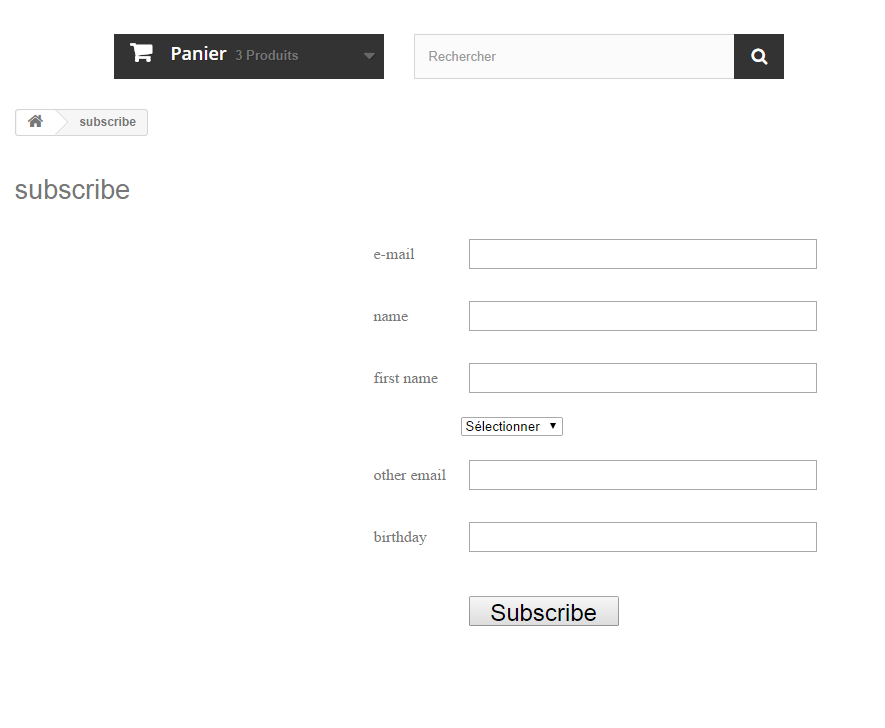 Panier 3 Produits
Rechercher
subscribe
subscribe
e-mail
name
first name
Sélectionner
other email
birthday
Subscribe